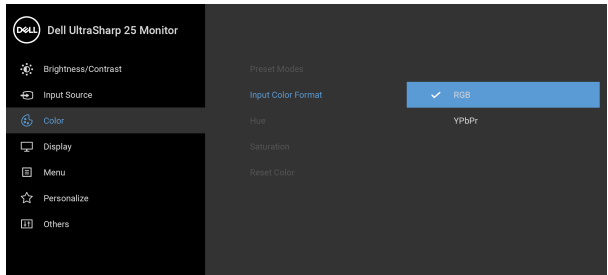 DELL Dell UltraSharp 25 Monitor
Brightness/Contrast
Preset Modes
Input Source
Input Color Format
RGB
Color
Hue
YPbPr
Display
Saturation
Menu
Reset Color
Personalize
Others